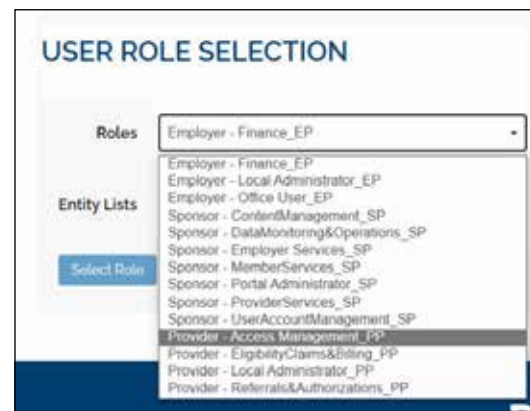 USER ROLE SELECTION
Roles
Employer - Finance_EP
Employer - Finance_EP
Employer - Local Administrator_EP
Employer - Office User_EP
Entity Lists
Sponsor - ContentManagement_SP
Sponsor - DataMonitoring&Operations_SP
Sponsor - Employer Services_SP
Sponsor - MemberServices_SP
Select Role
Sponsor - Portal Administrator_SP
Sponsor - ProviderServices_SP
Sponsor - UserAccountManagement_SP
Provider - Access Management_PP
Provider - EligibilityClaims&Billing_PP
Provider - Local Administrator_PP
Provider - Referrals&Authorizations_PP